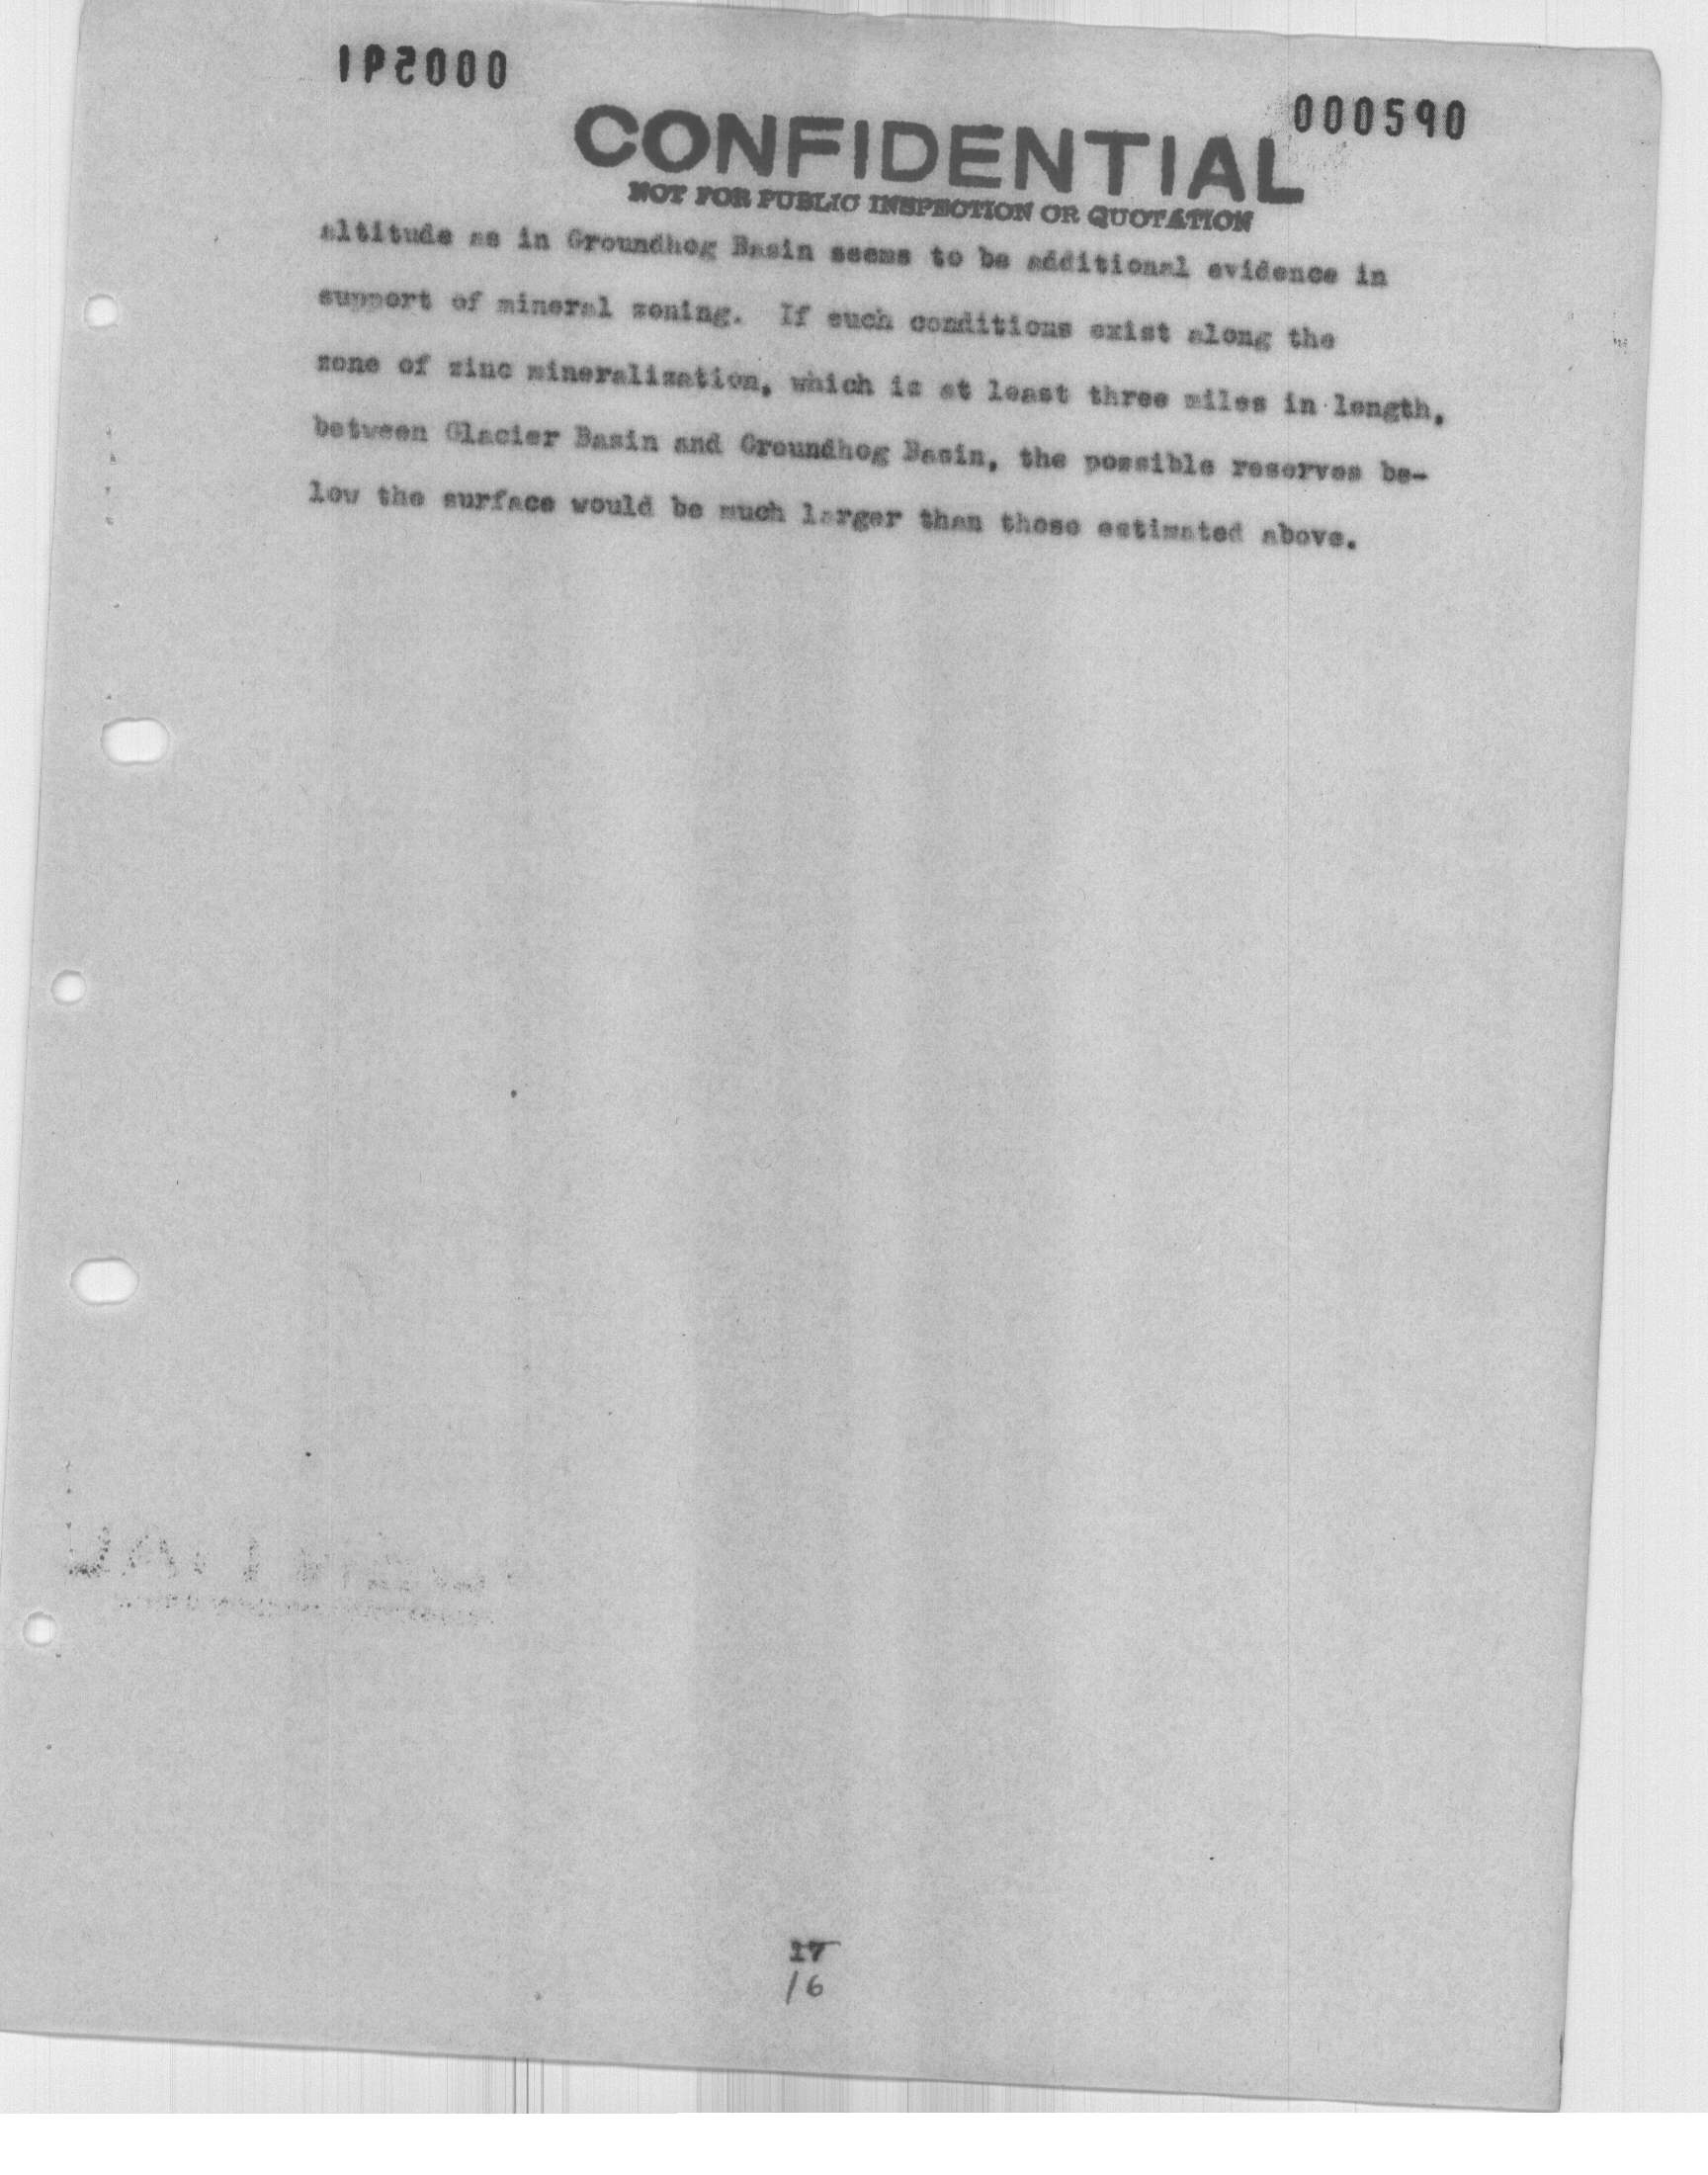 000591
000590
CONFIDENTIAL
NOT FOR PUBLIC INSPECTION OR QUOTATION
altitude as in Groundhog Basin seems to be additional evidence in
support of mineral zoning. If such conditions exist along the
zone of zinc mineralization, which is at least three miles in length,
between Glacier Basin and Groundhog Basin, the possible reserves be-
low the surface would be much larger than those estimated above.
17
16